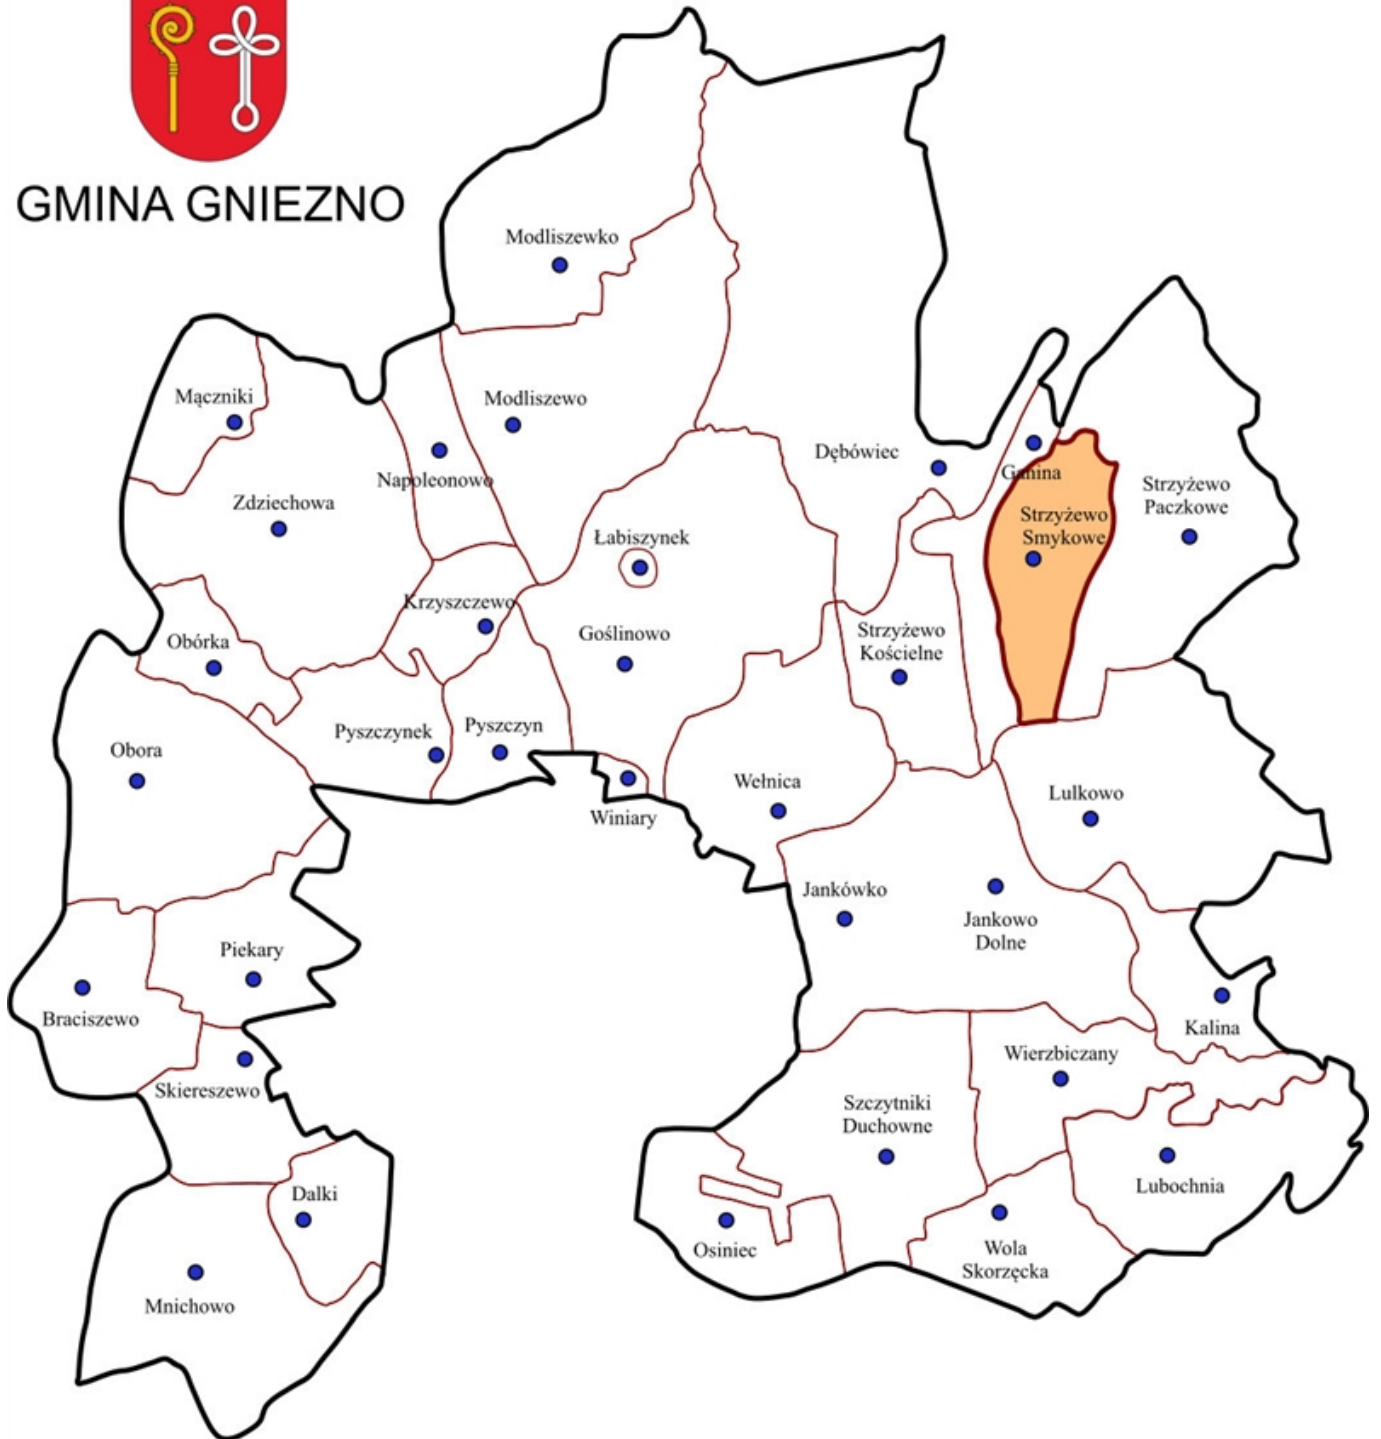 GMINA GNIEZNO
Modliszewko
Mączniki
Modliszewo
Dębówiec
Napoleonowo
Ganina
Zdziechowa
Strzyżewo
Paczkowe
Strzyżewo
Smykowe
Łabiszynek
Krzyszczewo
Obórka
Goślinowo
Strzyżewo
Kościelne
Pyszczynek
Pyszczyn
Obora
Wełnica
Lulkowo
Winiary
Jankówko
Jankowo
Dolne
Piekary
Braciszewo
Kalina
Wierzbiczany
Skiereszewo
Szczytniki
Duchowne
Dalki
Lubochnia
Osiniec
Wola
Skorzęcka
Mnichowo